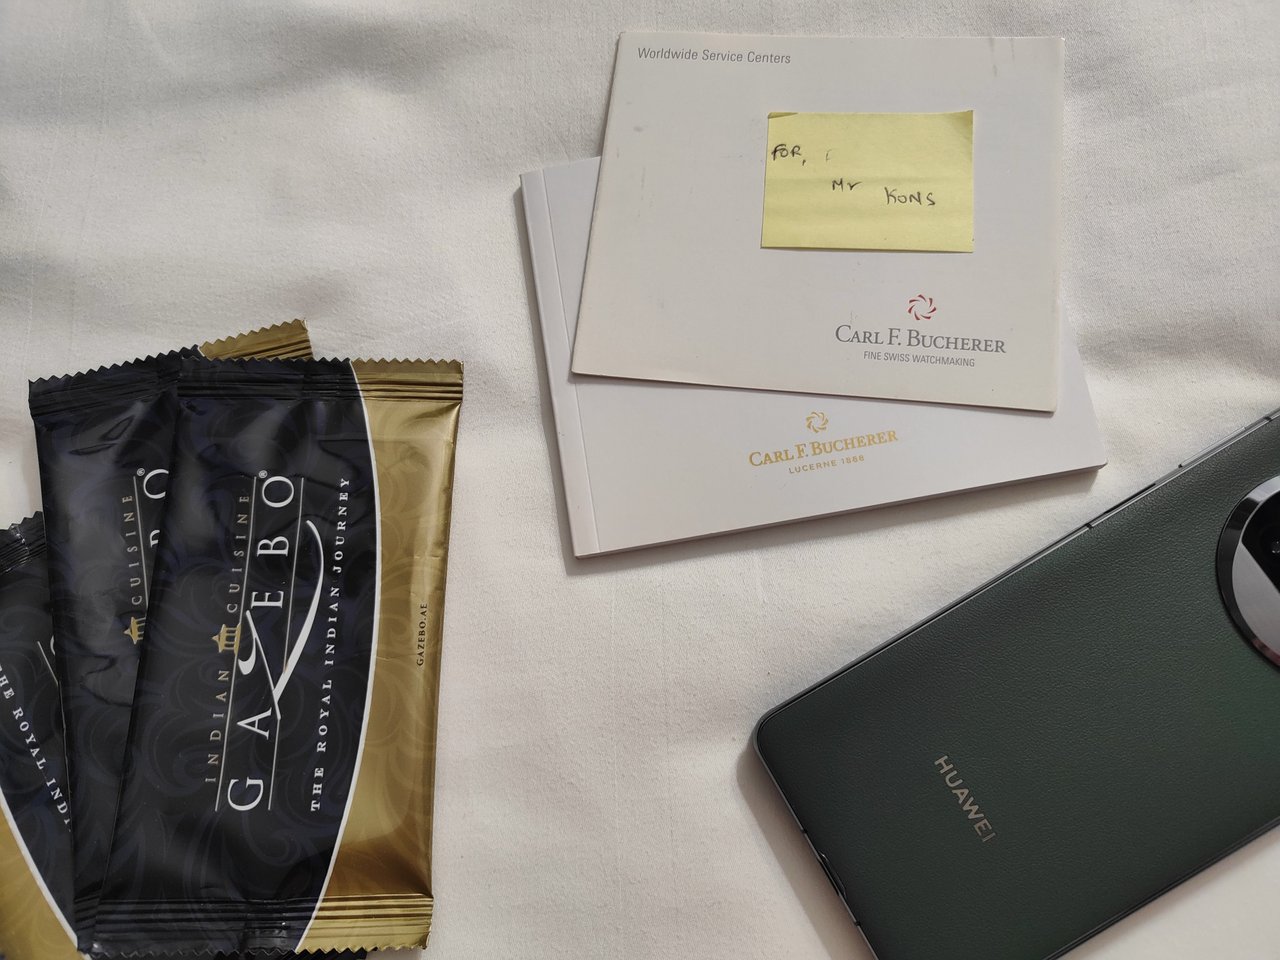 Worldwide Service Centers
FOR,
Mr KONS
CARL F. BUCHERER
FINE SWISS WATCHMAKING
CARL F. BUCHERER
LUCERNE 1888
INDIAN CUISINE
GAZEBO®
THE ROYAL INDIAN JOURNEY
GAZEBO.AE
CUISINE
®
THE ROYAL INDI
HUAWEI